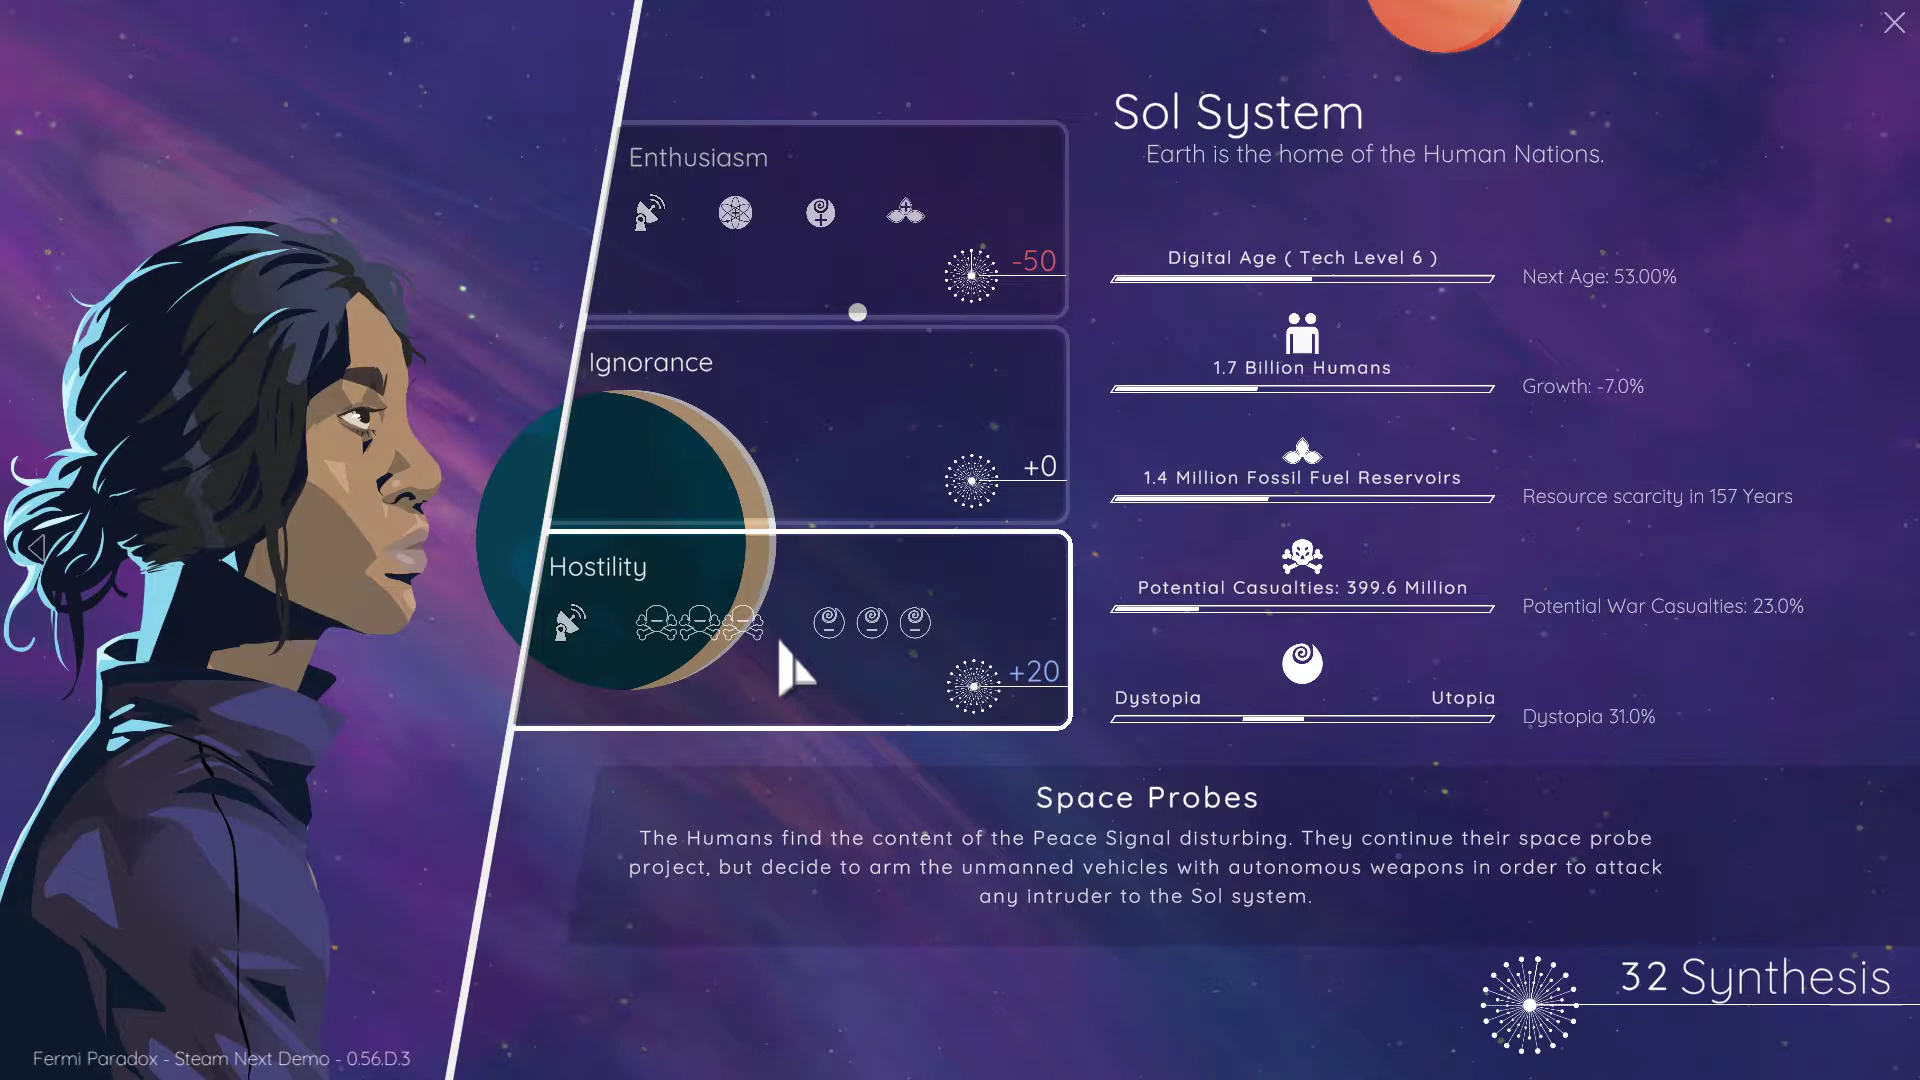 Sol System
Earth is the home of the Human Nations.
Enthusiasm
-50
Ignorance
+0
Hostility
+20
Digital Age ( Tech Level 6 )
Next Age: 53.00%
1.7 Billion Humans
Growth: -7.0%
1.4 Million Fossil Fuel Reservoirs
Resource scarcity in 157 Years
Potential Casualties: 399.6 Million
Potential War Casualties: 23.0%
Dystopia
Utopia
Dystopia 31.0%
Space Probes
The Humans find the content of the Peace Signal disturbing. They continue their space probe
project, but decide to arm the unmanned vehicles with autonomous weapons in order to attack
any intruder to the Sol system.
32 Synthesis
Fermi Paradox - Steam Next Demo - 0.56.D.3